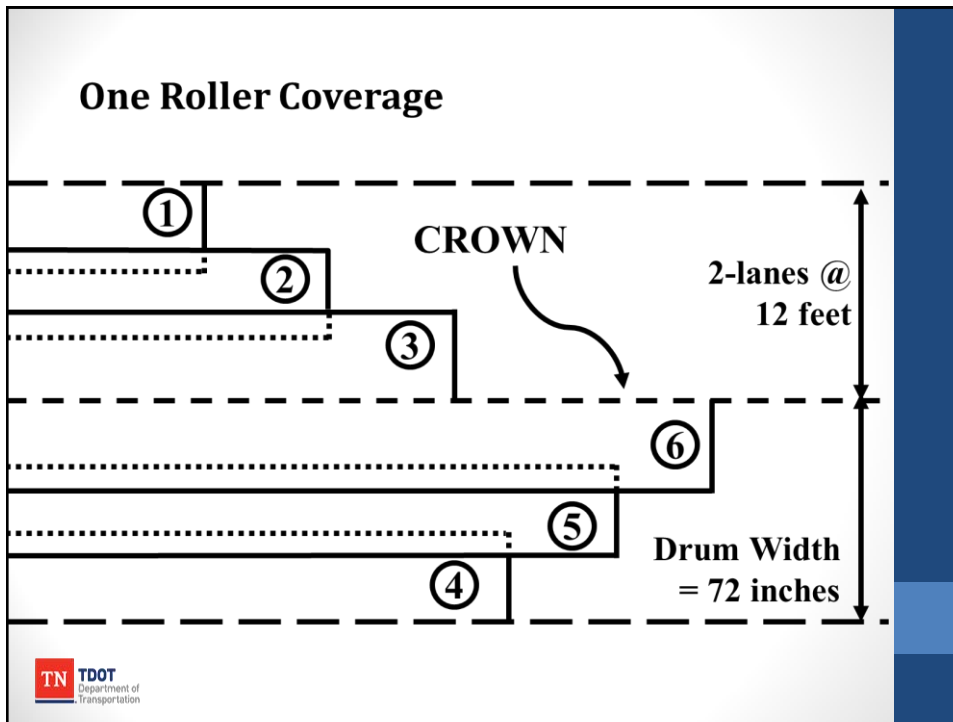 One Roller Coverage
1
2
CROWN
2-lanes @
12 feet
3
6
5
4
Drum Width
= 72 inches
TN
TDOT
Department of
Transportation